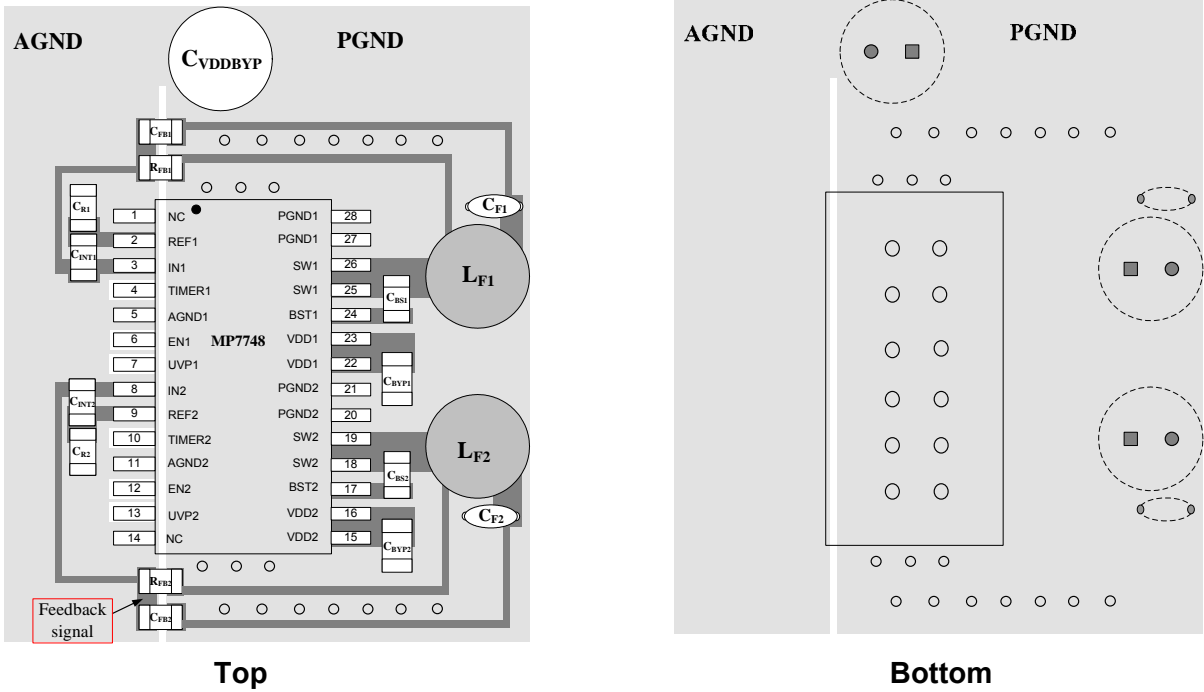 AGND
PGND
CVDDBYP
CFB1
RFB1
CR1
CINT1
1 NC PGND1 28
2 REF1 PGND1 27
3 IN1 SW1 26
4 TIMER1 SW1 25
5 AGND1 BST1 24
6 EN1 MP7748 VDD1 23
7 UVP1 VDD1 22
8 IN2 PGND2 21
9 REF2 PGND2 20
10 TIMER2 SW2 19
11 AGND2 SW2 18
12 EN2 BST2 17
13 UVP2 VDD2 16
14 NC VDD2 15
CF1
LF1
CBS1
CBYP1
CINT2
CR2
LF2
CBS2
CF2
CBYP2
RFB2
CFB2
Feedback
signal
Top
AGND
PGND
Bottom